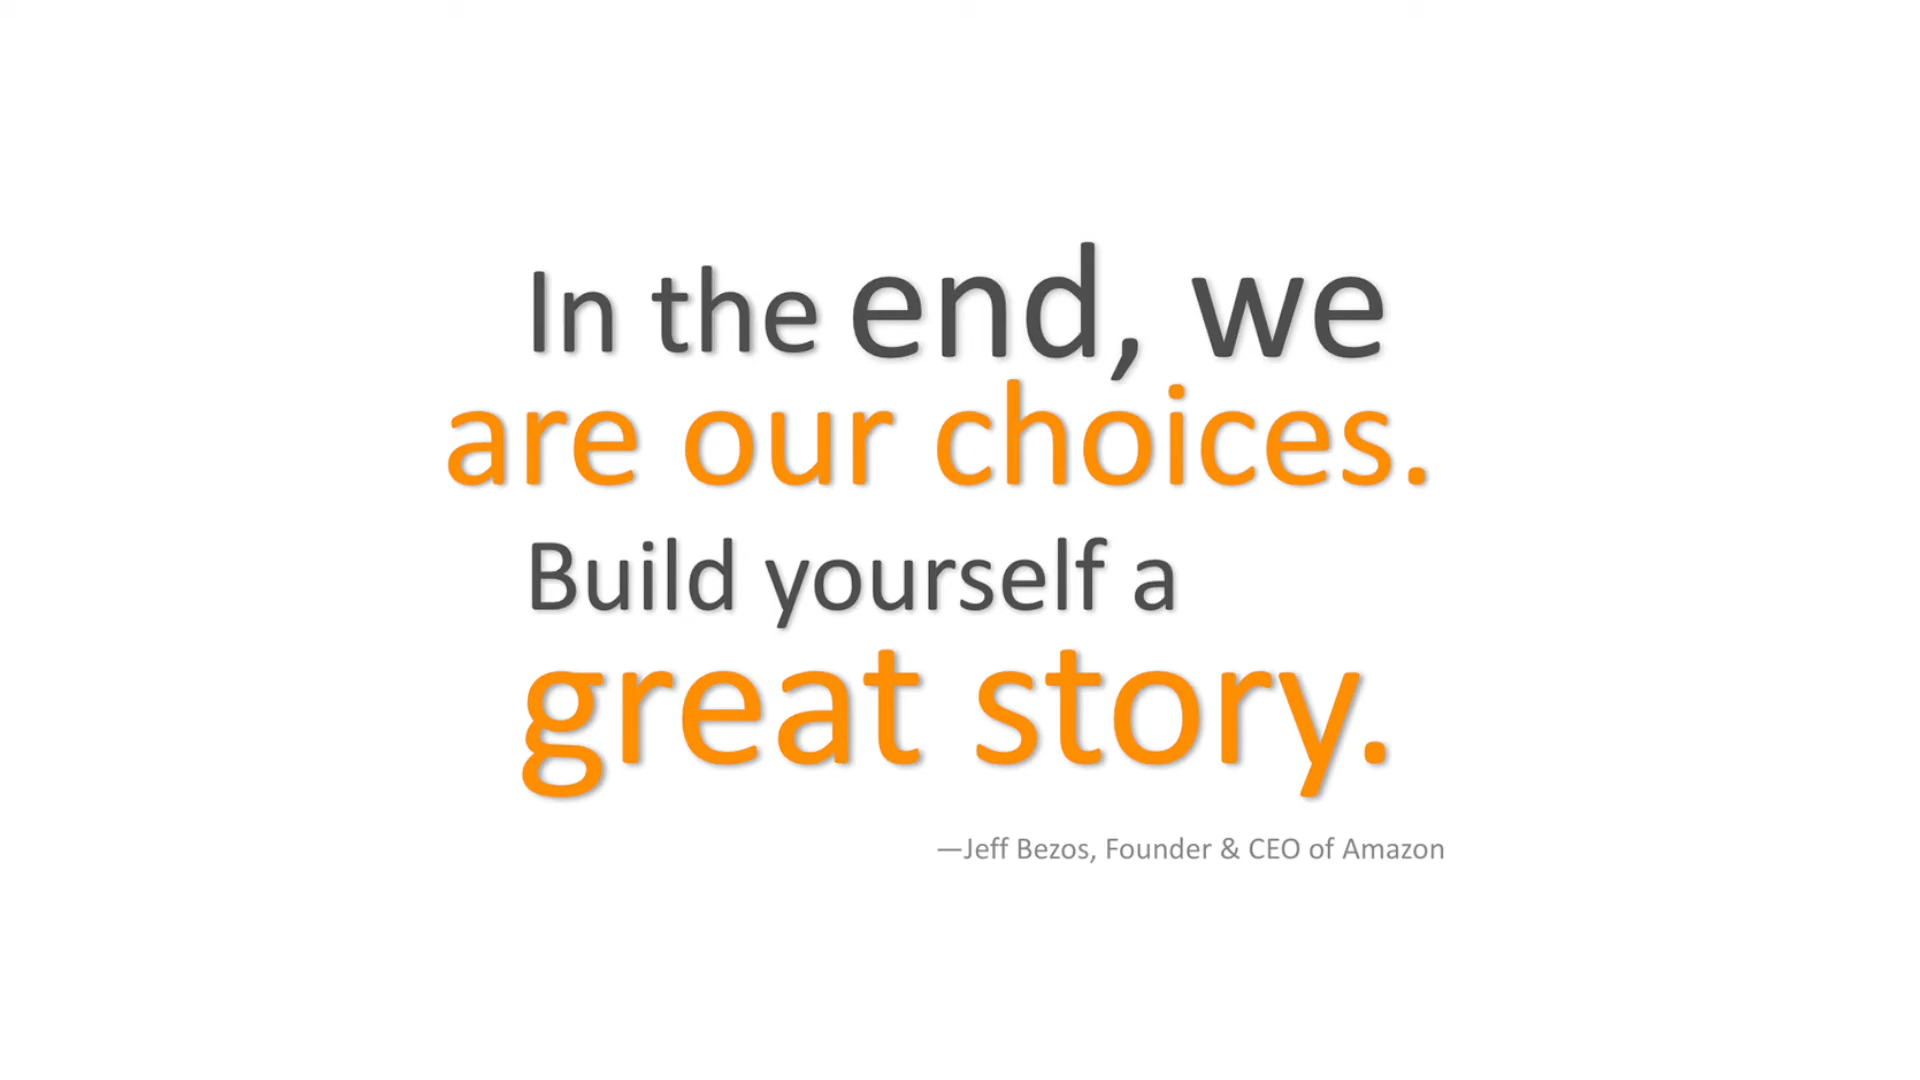 In the end, we
are our choices.
Build yourself a
great story.
—Jeff Bezos, Founder & CEO of Amazon